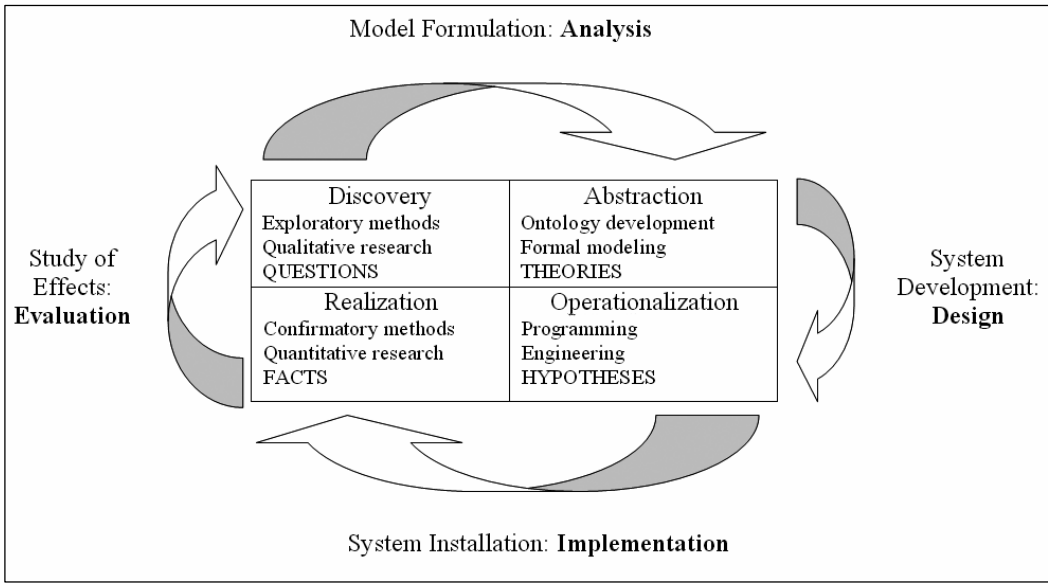 Model Formulation: Analysis
Discovery
Exploratory methods
Qualitative research
QUESTIONS
Abstraction
Ontology development
Formal modeling
THEORIES
Study of
Effects:
Evaluation
System
Development:
Design
Realization
Confirmatory methods
Quantitative research
FACTS
Operationalization
Programming
Engineering
HYPOTHESES
System Installation: Implementation